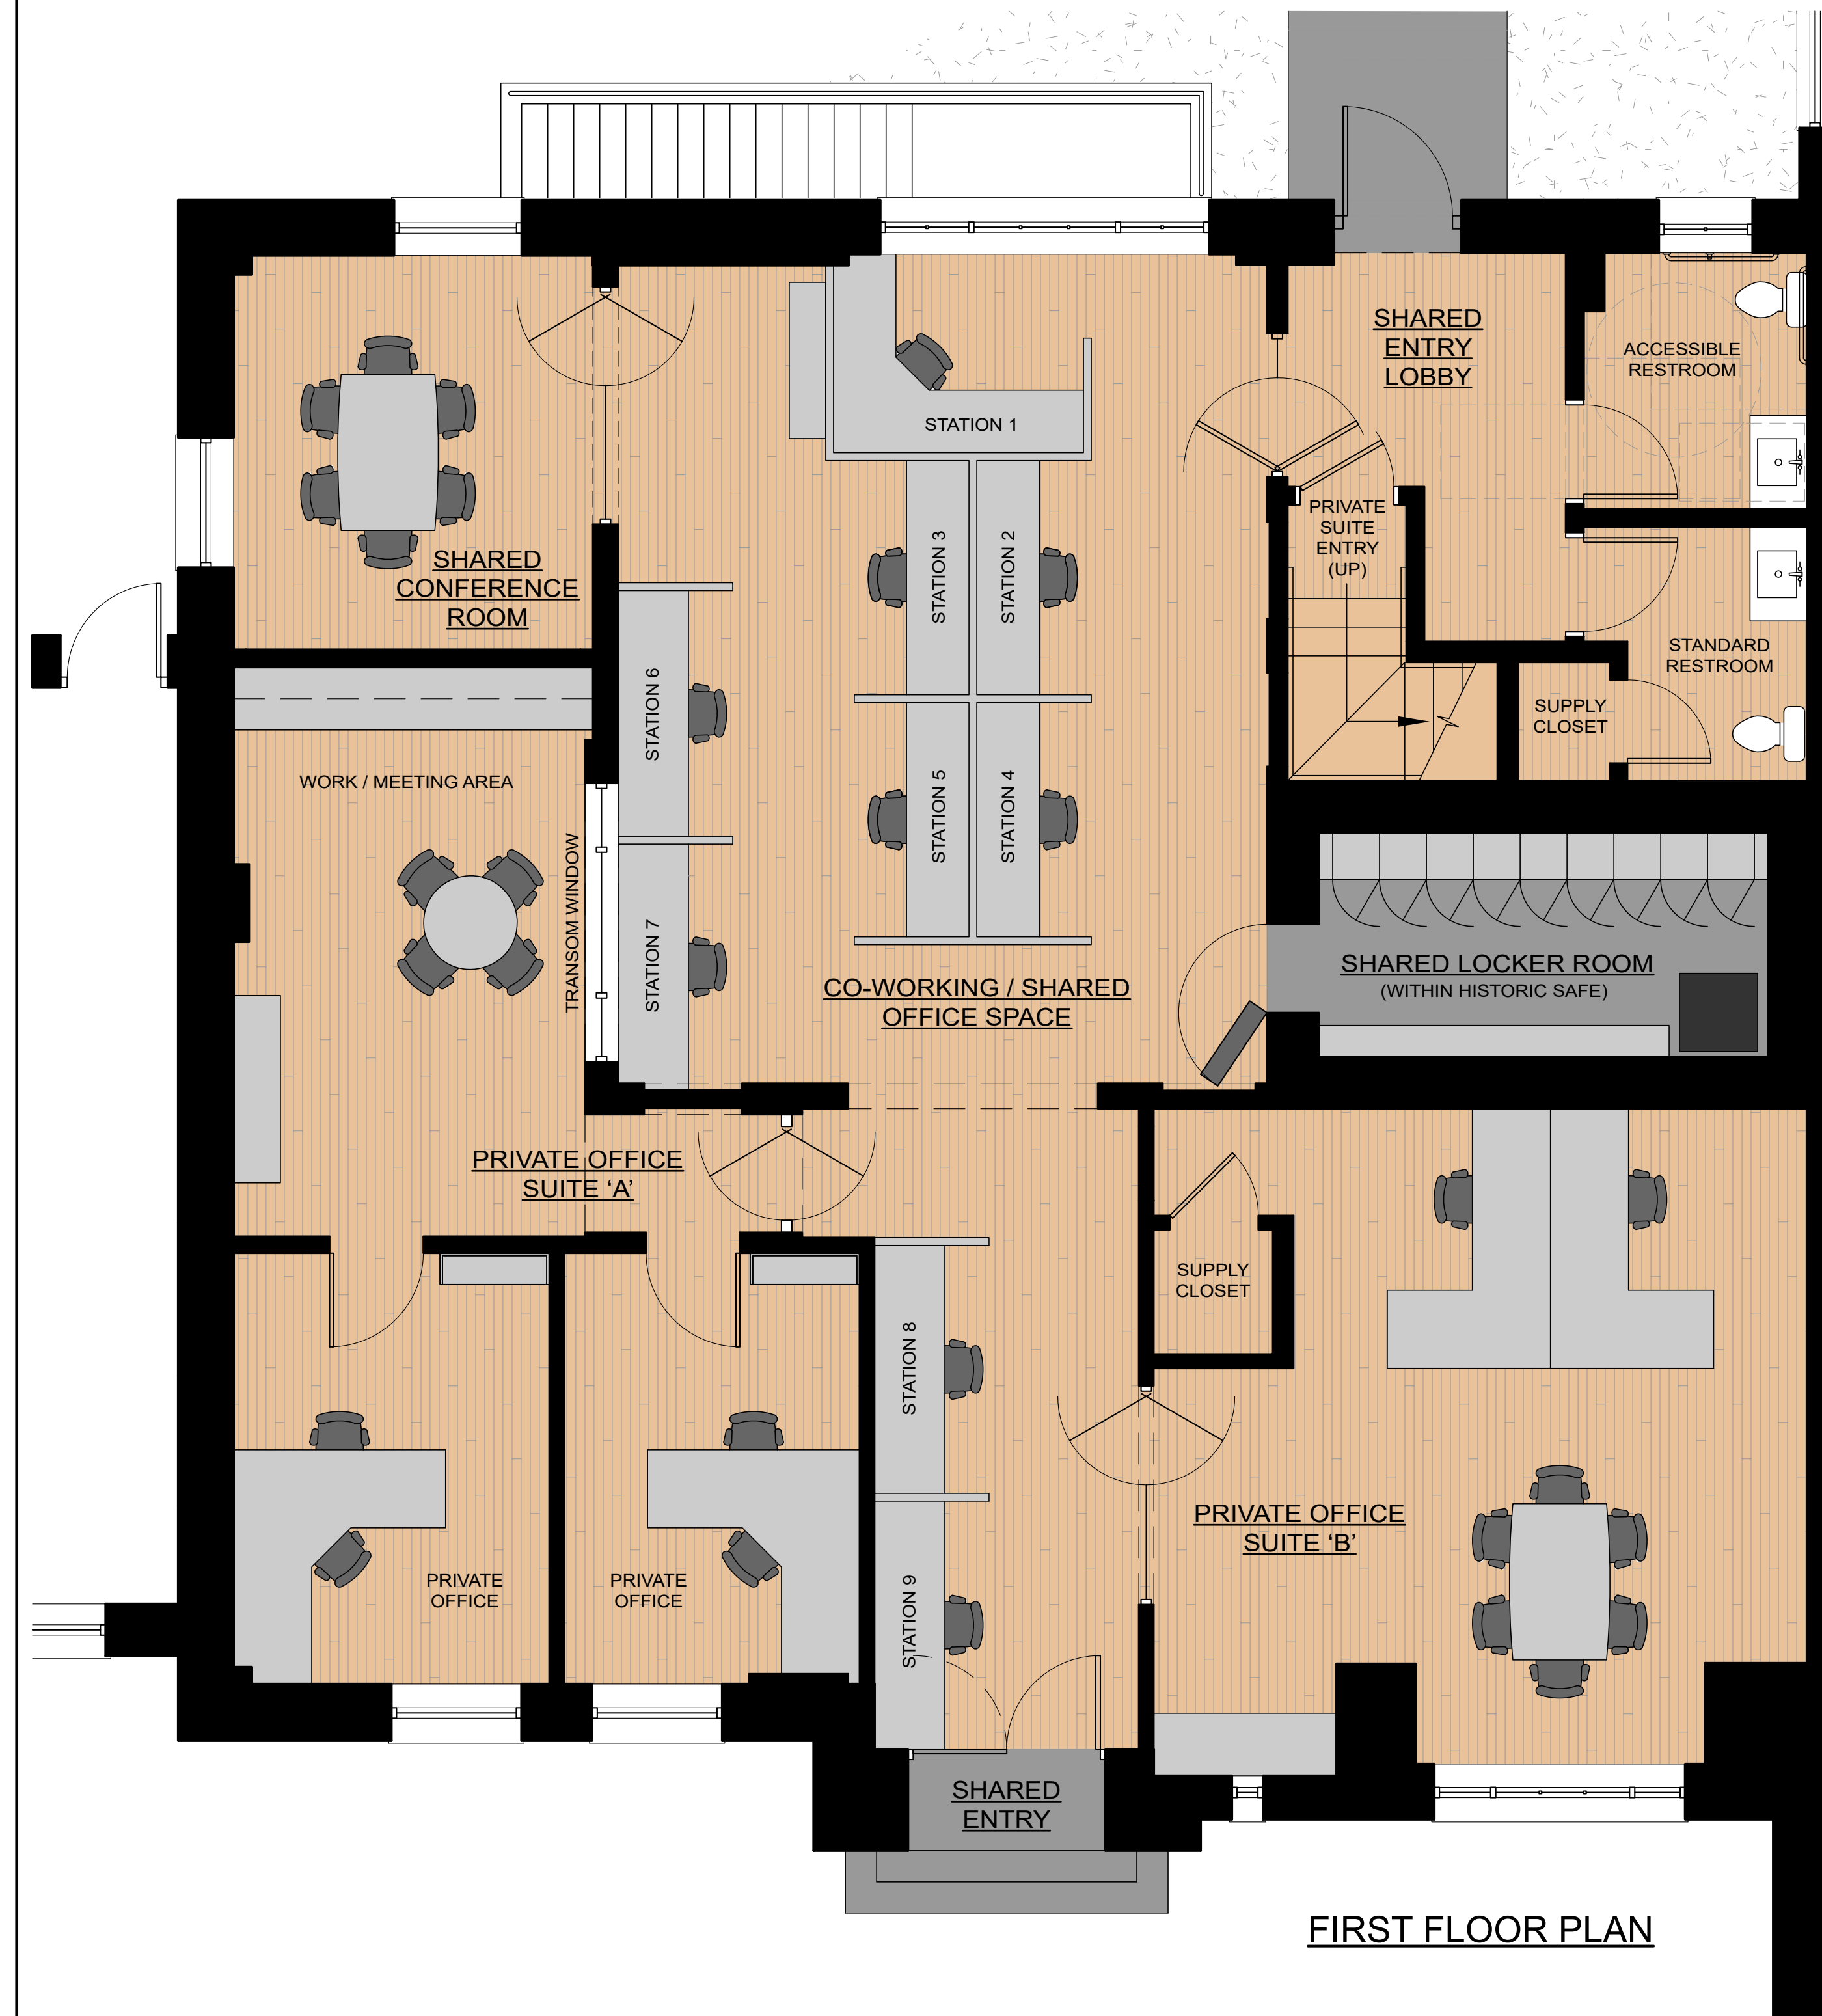 SHARED
ENTRY
LOBBY
ACCESSIBLE
RESTROOM
STATION 1
PRIVATE
SUITE
ENTRY
(UP)
STATION 3
STATION 2
SHARED
CONFERENCE
ROOM
STANDARD
RESTROOM
SUPPLY
CLOSET
STATION 6
WORK / MEETING AREA
STATION 5
STATION 4
TRANSOM WINDOW
STATION 7
SHARED LOCKER ROOM
(WITHIN HISTORIC SAFE)
CO-WORKING / SHARED
OFFICE SPACE
PRIVATE OFFICE
SUITE ‘A’
SUPPLY
CLOSET
STATION 8
PRIVATE OFFICE
SUITE ‘B’
PRIVATE
OFFICE
PRIVATE
OFFICE
STATION 9
SHARED
ENTRY
FIRST FLOOR PLAN